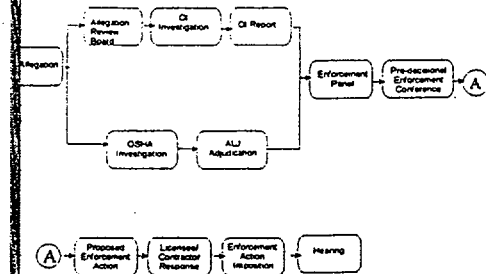 Allegation
Allegation
Review
Board
OI
Investigation
OI Report
OSHA
Investigation
ALJ
Adjudication
Enforcement
Panel
Pre-decisional
Enforcement
Conference
A
A
Proposed
Enforcement
Action
Licensee/
Contractor
Response
Enforcement
Action
Imposition
Hearing